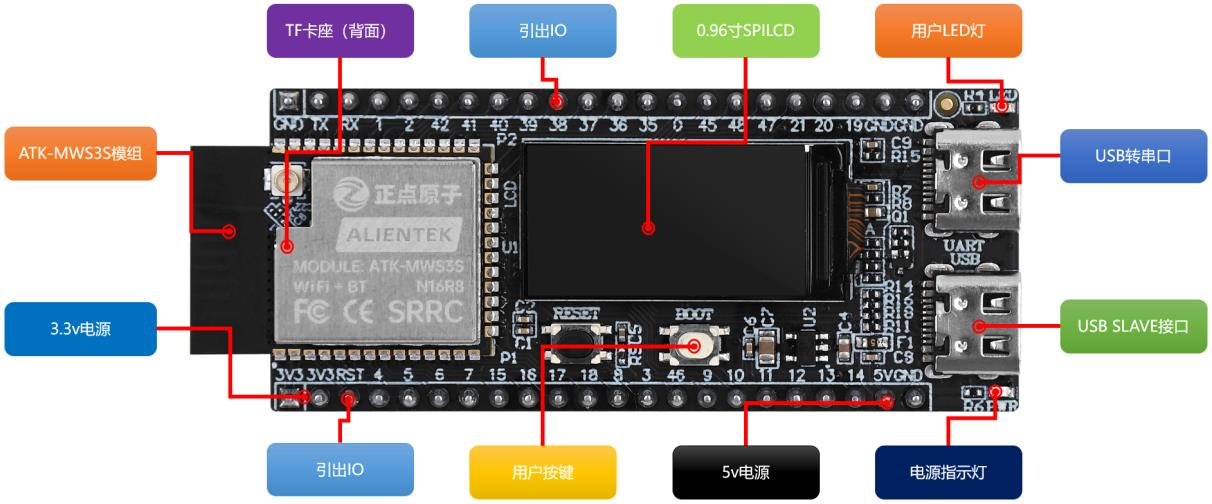 TF卡座（背面）
引出IO
0.96寸SPILCD
用户LED灯
R4 LED
GND TX RX 1 2 42 41 40 39 38 37 36 35 0 45 48 47 21 20 19 GND GND
ATK-MWS3S模组
P2
C9
R15
USB转串口
正点原子
LCD
R7
R8
Q1
ALIENTEK
A
U1
UART
USB
MODULE: ATK-MWS3S
WiFi + BT N16R8
FC CE SRRC
R14
R16
R18
R11
F1
C8
3.3v电源
RESET
BOOT
C6
C7
U2
C4
USB SLAVE接口
P1
3V3 3V3 RST 4 5 6 7 15 16 17 18 8 3 46 9 10 11 12 13 14 5V GND
R6 PWR
引出IO
用户按键
5v电源
电源指示灯